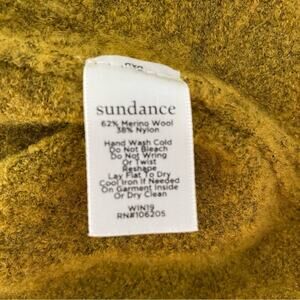 sundance
62% Merino Wool
38% Nylon
Hand Wash Cold
Do Not Bleach
Do Not Wring
Or Twist
Reshape
Lay Flat To Dry
Cool Iron If Needed
On Garment Inside
Or Dry Clean
WIN19
RN#106205